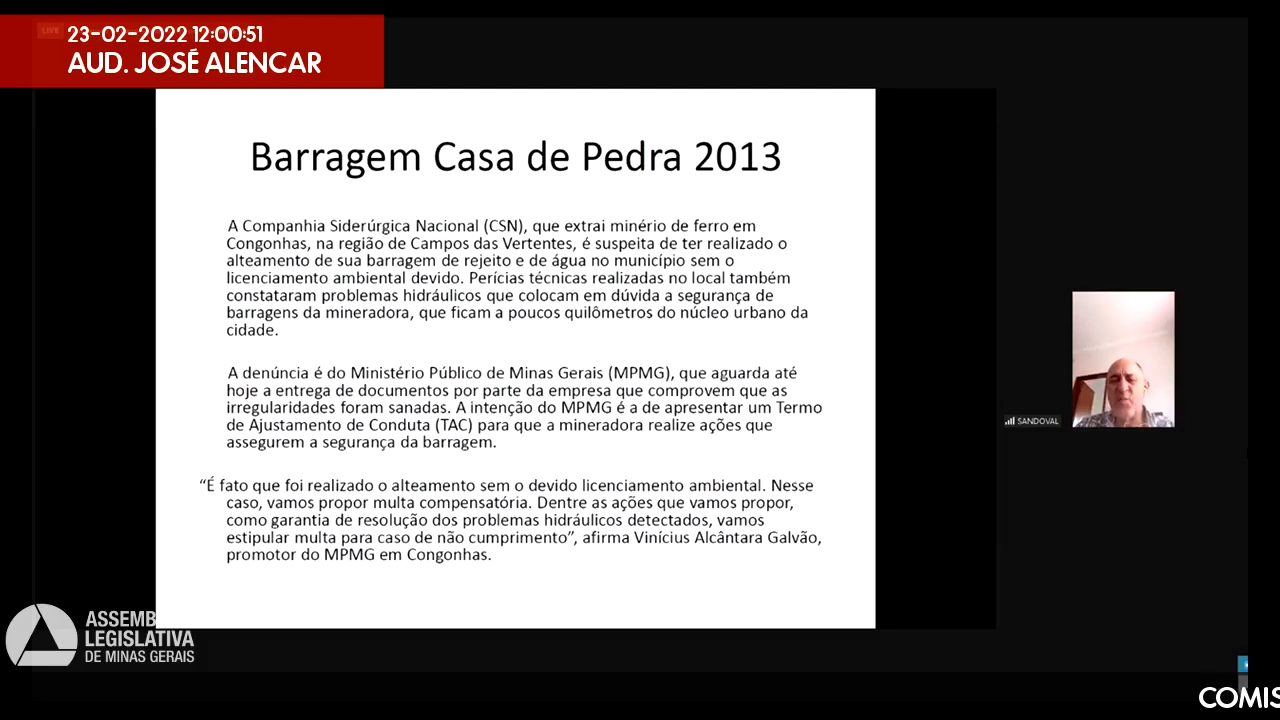 LIVE
23-02-2022 12:00:51
AUD. JOSÉ ALENCAR
Barragem Casa de Pedra 2013
A Companhia Siderúrgica Nacional (CSN), que extrai minério de ferro em
Congonhas, na região de Campos das Vertentes, é suspeita de ter realizado o
alteamento de sua barragem de rejeito e de água no município sem o
licenciamento ambiental devido. Perícias técnicas realizadas no local também
constataram problemas hidráulicos que colocam em dúvida a segurança de
barragens da mineradora, que ficam a poucos quilômetros do núcleo urbano da
cidade.
A denúncia é do Ministério Público de Minas Gerais (MPMG), que aguarda até
hoje a entrega de documentos por parte da empresa que comprovem que as
irregularidades foram sanadas. A intenção do MPMG é a de apresentar um Termo
de Ajustamento de Conduta (TAC) para que a mineradora realize ações que
assegurem a segurança da barragem.
“É fato que foi realizado o alteamento sem o devido licenciamento ambiental. Nesse
caso, vamos propor multa compensatória. Dentre as ações que vamos propor,
como garantia de resolução dos problemas hidráulicos detectados, vamos
estipular multa para caso de não cumprimento”, afirma Vinícius Alcântara Galvão,
promotor do MPMG em Congonhas.
SANDOVAL
ASSEMB
LEGISLATIVA
DE MINAS GERAIS
COMIS